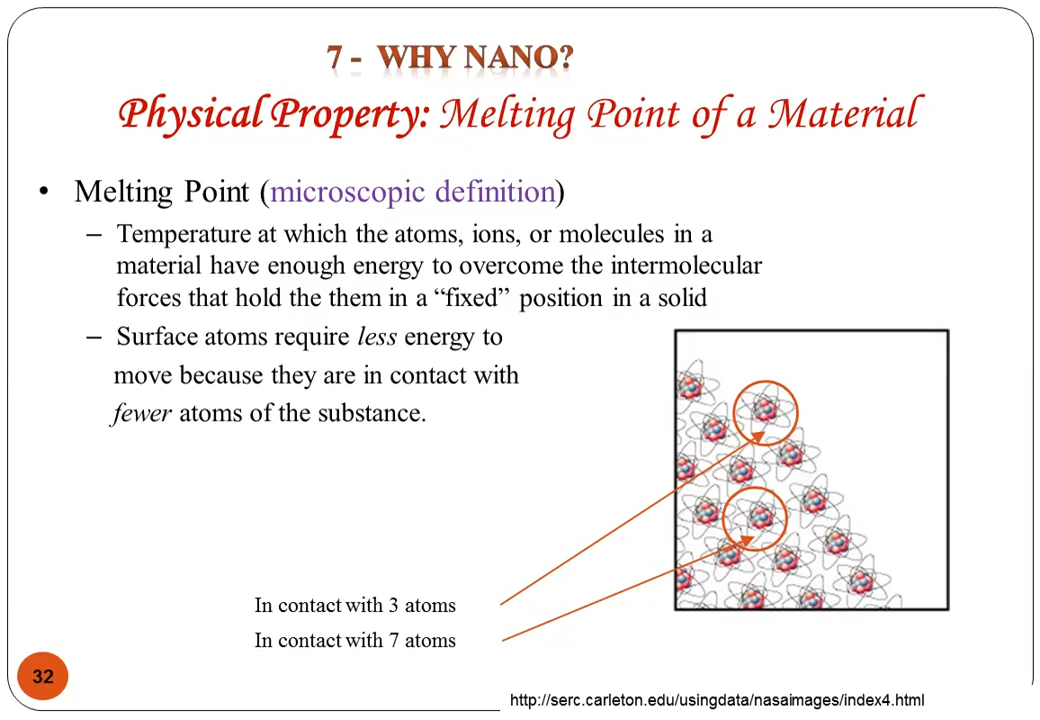 7 - WHY NANO?
Physical Property: Melting Point of a Material
• Melting Point (microscopic definition)
– Temperature at which the atoms, ions, or molecules in a
material have enough energy to overcome the intermolecular
forces that hold the them in a “fixed” position in a solid
– Surface atoms require less energy to
move because they are in contact with
fewer atoms of the substance.
In contact with 3 atoms
In contact with 7 atoms
32
http://serc.carleton.edu/usingdata/nasaimages/index4.html